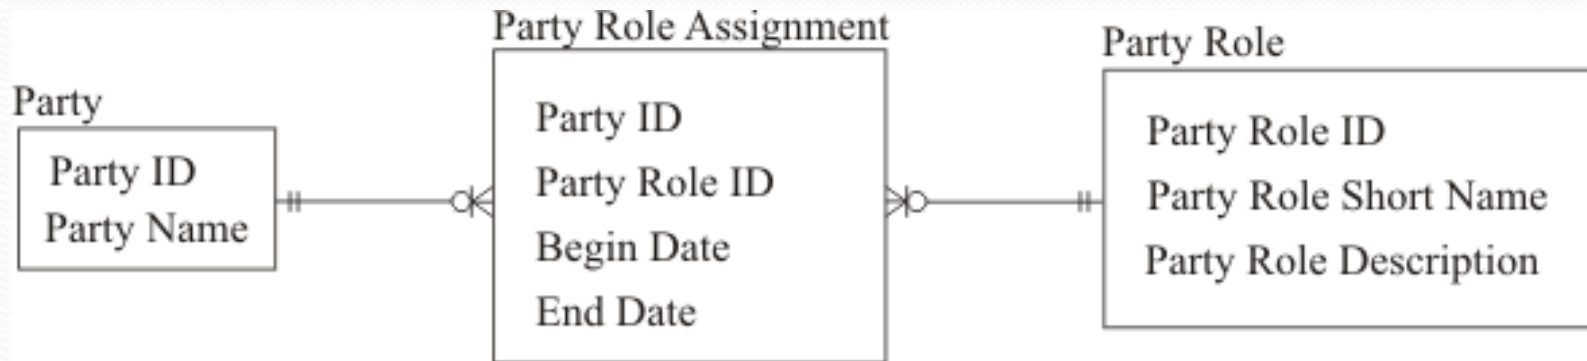 Party
Party ID
Party Name
Party Role Assignment
Party ID
Party Role ID
Begin Date
End Date
Party Role
Party Role ID
Party Role Short Name
Party Role Description